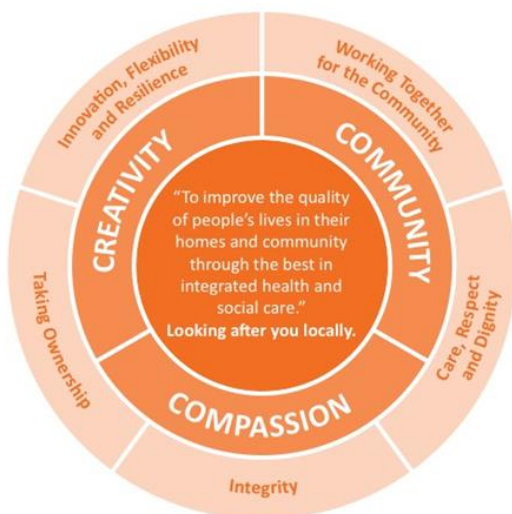 Innovation, Flexibility
and Resilience
Working Together
for the Community
CREATIVITY
COMMUNITY
“To improve the quality
of people’s lives in their
homes and community
through the best in
integrated health and
social care.”
Looking after you locally.
Taking Ownership
Care, Respect
and Dignity
COMPASSION
Integrity